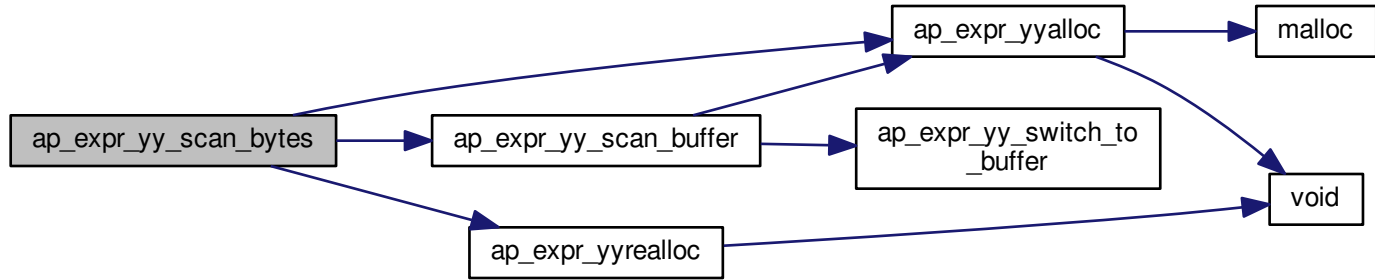 ap_expr_yyalloc
malloc
ap_expr_yy_scan_bytes
ap_expr_yy_scan_buffer
ap_expr_yy_switch_to
_buffer
void
ap_expr_yyrealloc